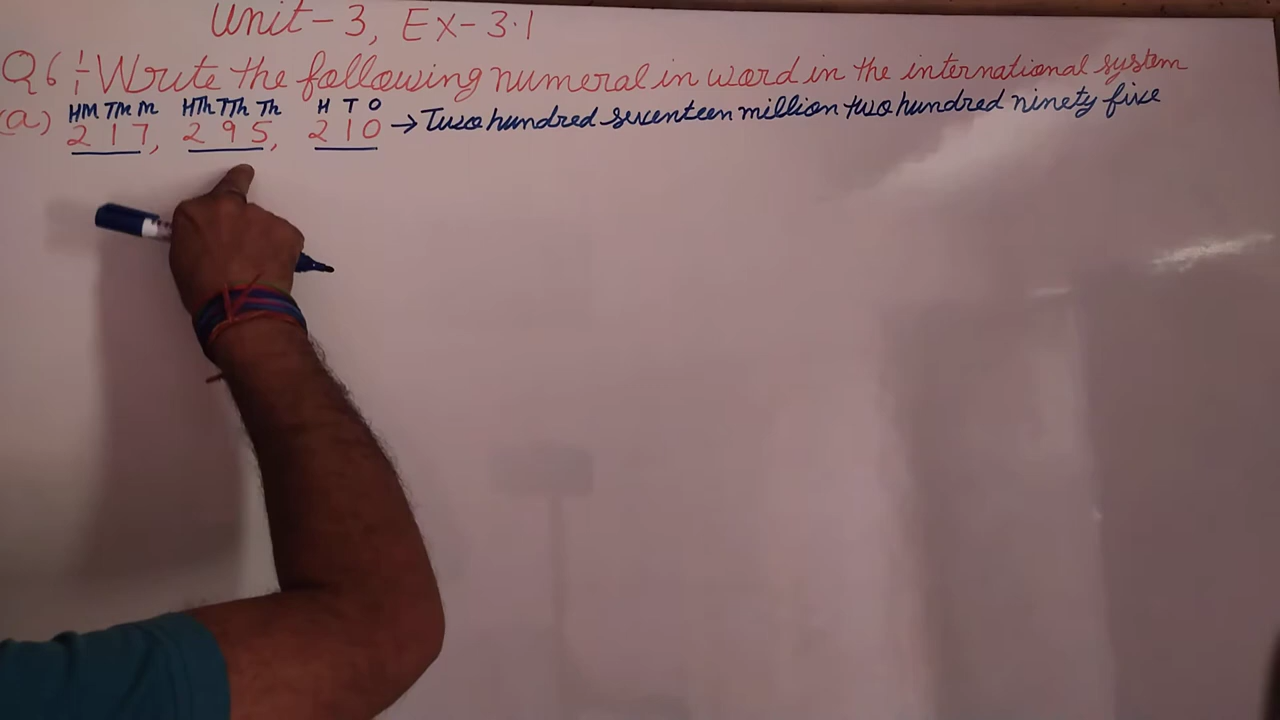 Unit-3, Ex-3.1
Q6:- Write the following numeral in word in the international system
HM TM M HTh TTh Th H T O
(a) 217, 295, 210 → Two hundred seventeen million two hundred ninety five